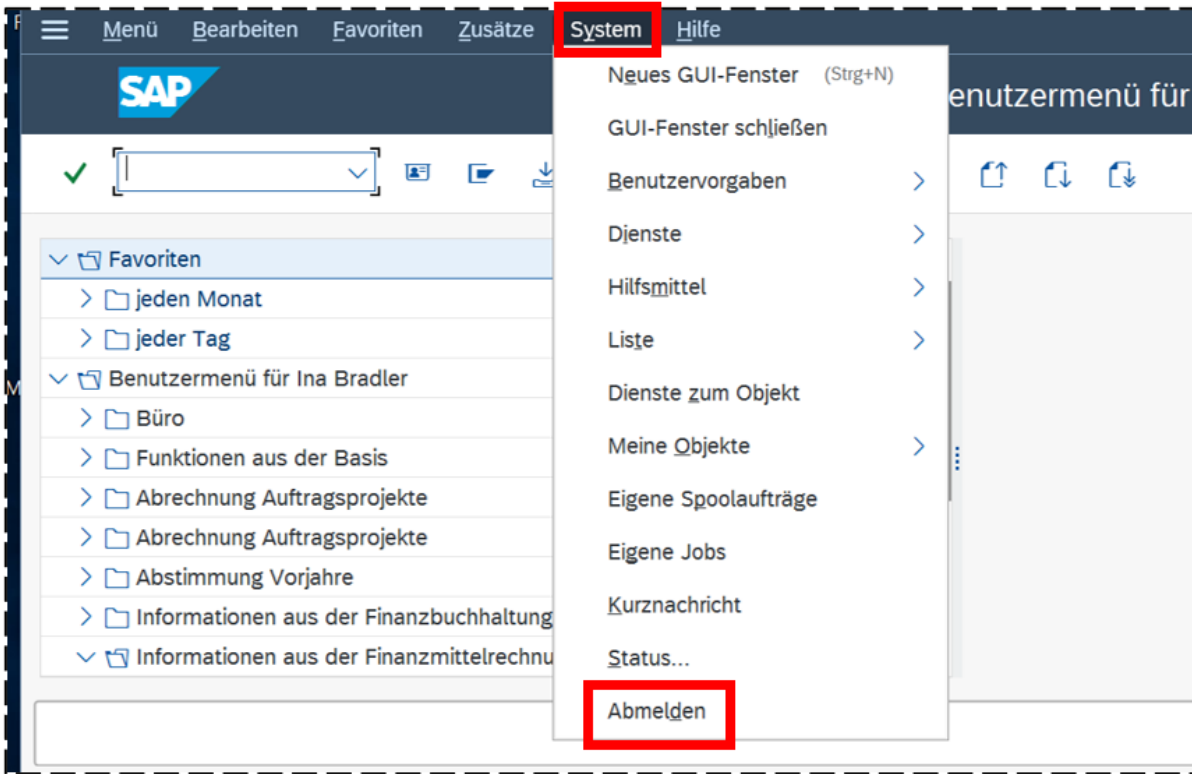 Menü Bearbeiten Favoriten Zusätze System Hilfe
SAP
enutzermenü für
Neues GUI-Fenster (Strg+N)
GUI-Fenster schließen
Benutzervorgaben
Dienste
Hilfsmittel
Liste
Dienste zum Objekt
Meine Objekte
Eigene Spoolaufträge
Eigene Jobs
Kurznachricht
Status...
Abmelden
Favoriten
jeden Monat
jeder Tag
Benutzermenü für Ina Bradler
Büro
Funktionen aus der Basis
Abrechnung Auftragsprojekte
Abrechnung Auftragsprojekte
Abstimmung Vorjahre
Informationen aus der Finanzbuchhaltung
Informationen aus der Finanzmittelrechnu